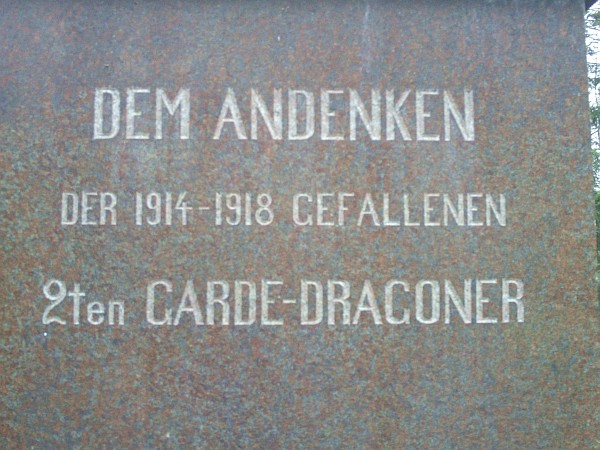 DEM ANDENKEN
DER 1914-1918 GEFALLENEN
2ten GARDE-DRAGONER